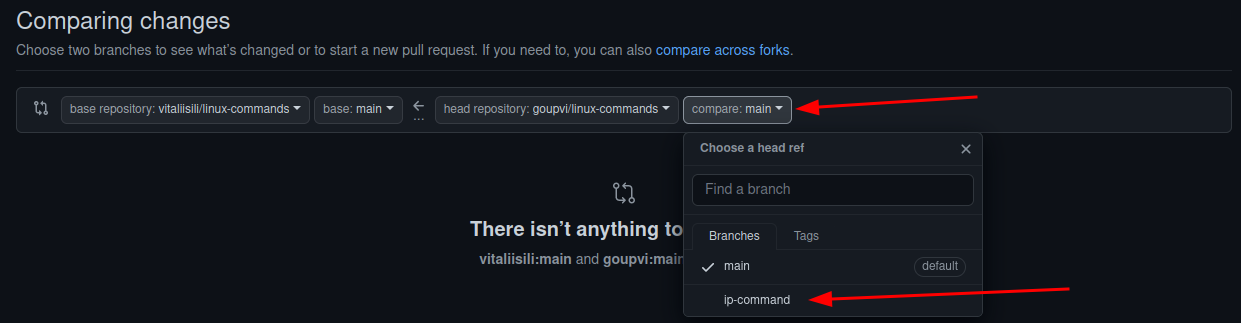 Comparing changes
Choose two branches to see what's changed or to start a new pull request. If you need to, you can also compare across forks.
base repository: vitaliisili/linux-commands base: main ... head repository: goupvi/linux-commands compare: main
Choose a head ref
Find a branch
There isn't anything to
Branches Tags
vitaliisili:main and goupvi:main
main default
ip-command